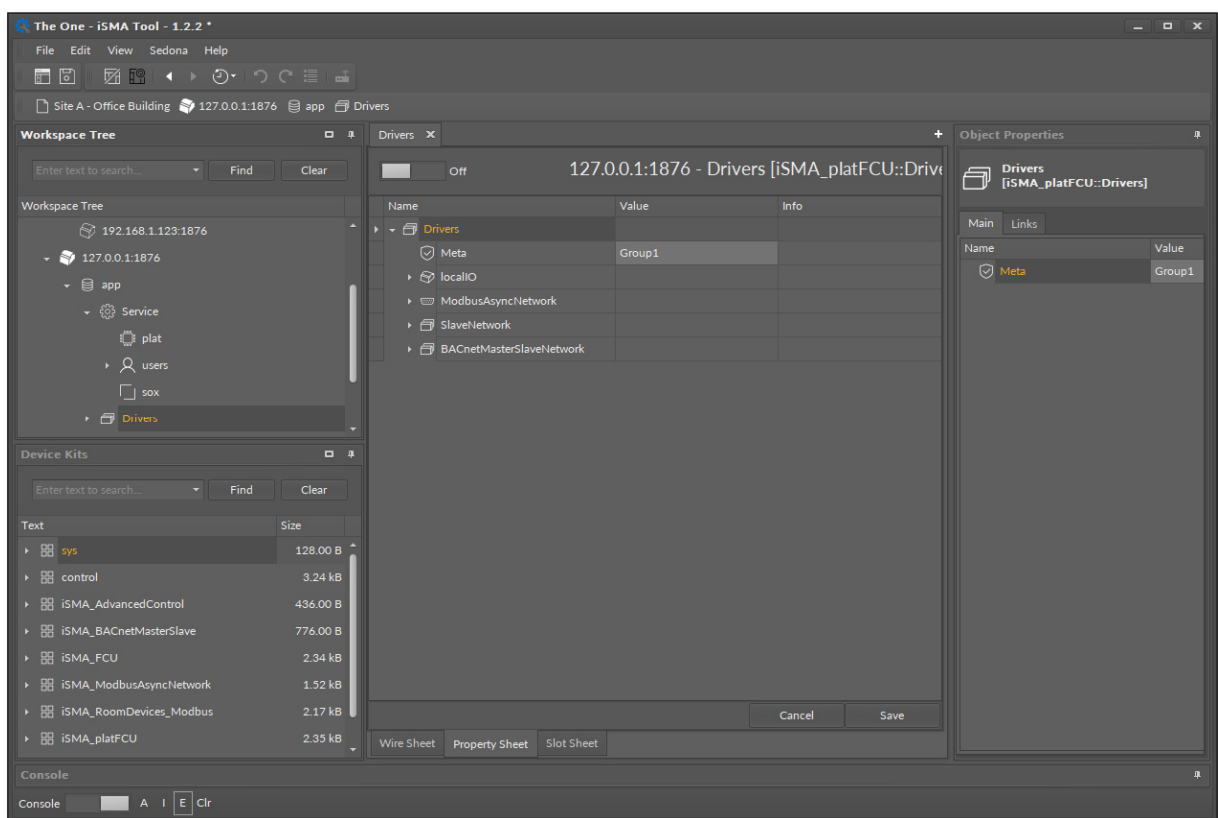 The One - iSMA Tool - 1.2.2 *
File Edit View Sedona Help
Site A - Office Building 127.0.0.1:1876 app Drivers
Workspace Tree
Enter text to search... Find Clear
Workspace Tree
192.168.1.123:1876
127.0.0.1:1876
app
Service
plat
users
sox
Drivers
Device Kits
Enter text to search... Find Clear
Text Size
sys 128.00 B
control 3.24 kB
iSMA_AdvancedControl 436.00 B
iSMA_BACnetMasterSlave 776.00 B
iSMA_FCU 2.34 kB
iSMA_ModbusAsyncNetwork 1.52 kB
iSMA_RoomDevices_Modbus 2.17 kB
iSMA_platFCU 2.35 kB
Drivers X +
Off 127.0.0.1:1876 - Drivers [iSMA_platFCU::Drive
Name Value Info
Drivers
Meta Group1
localIO
ModbusAsyncNetwork
SlaveNetwork
BACnetMasterSlaveNetwork
Cancel Save
Wire Sheet Property Sheet Slot Sheet
Object Properties
Drivers
[iSMA_platFCU::Drivers]
Main Links
Name Value
Meta Group1
Console
Console A I E Clr